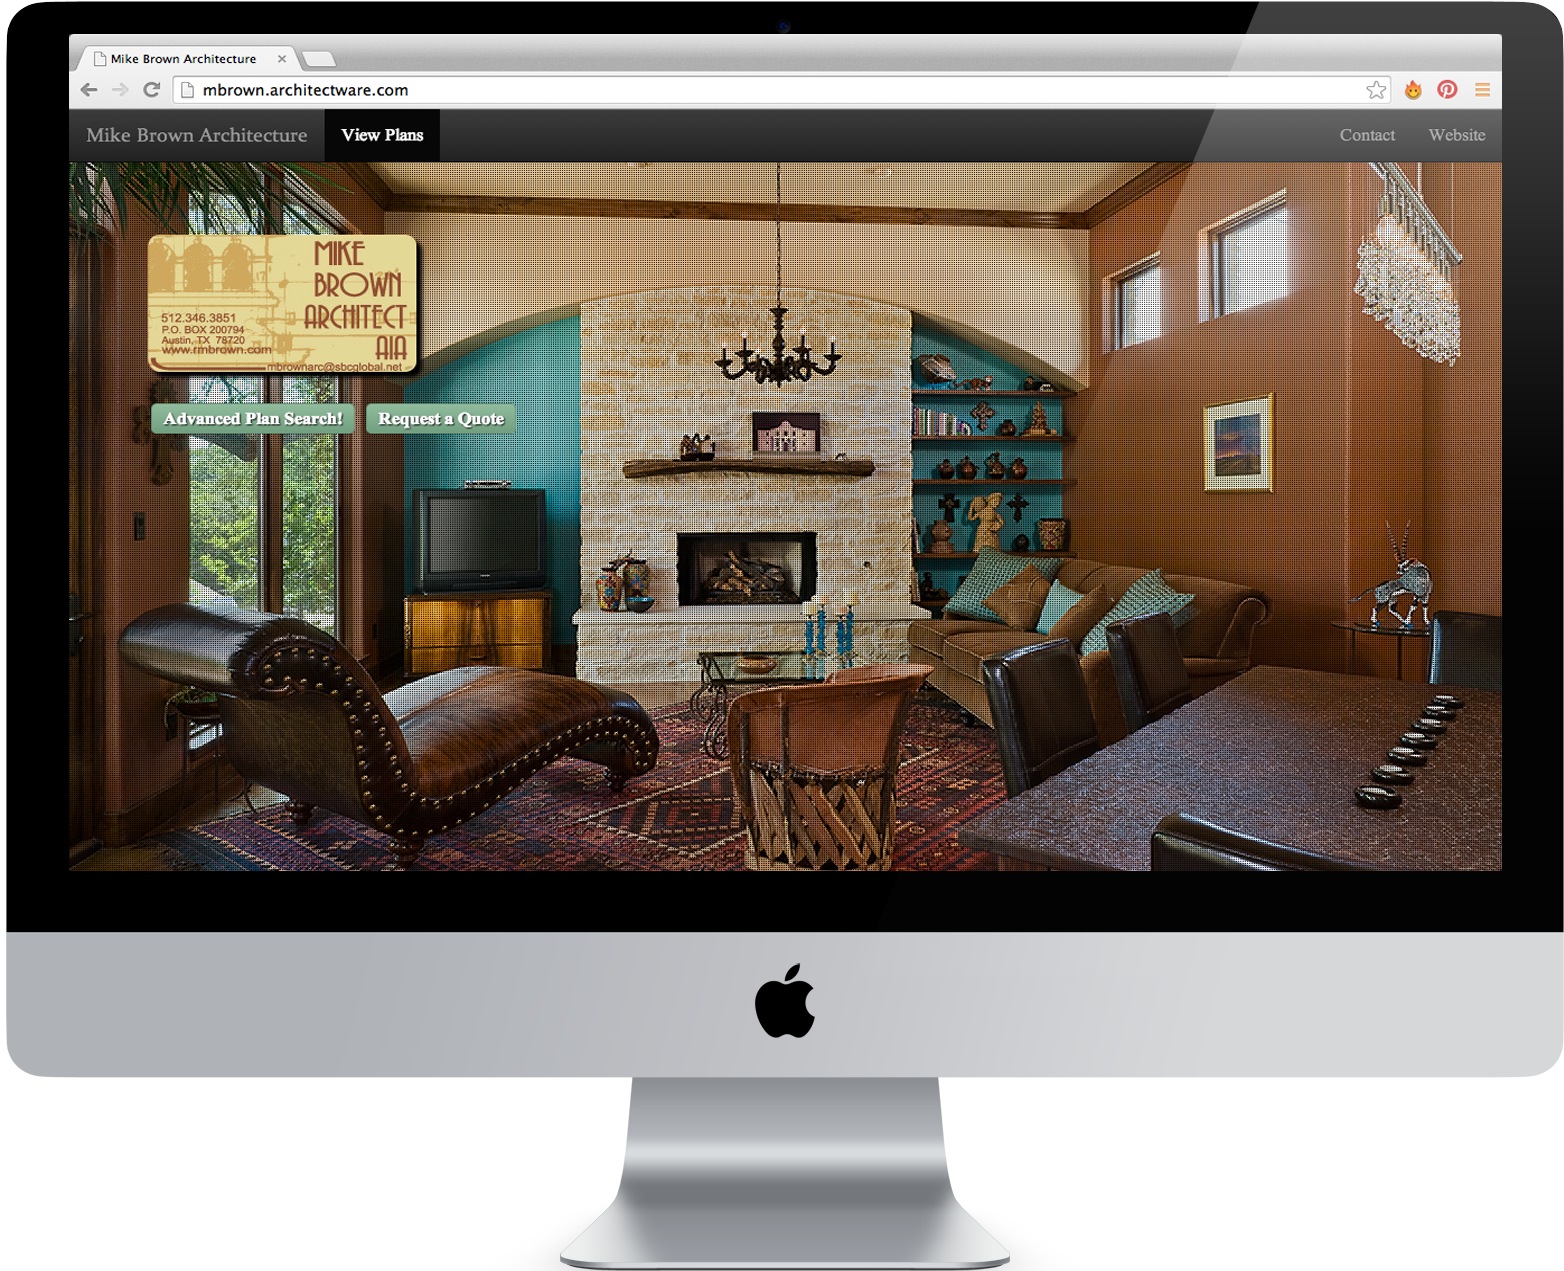 Mike Brown Architecture
mbrown.architectware.com
Mike Brown Architecture
View Plans
Contact
Website
MIKE
BROWN
ARCHITECT
AIA
512.346.3851
P.O. BOX 200794
Austin, TX 78720
www.rmbrown.com
mbrownarc@sbcglobal.net
Advanced Plan Search!
Request a Quote